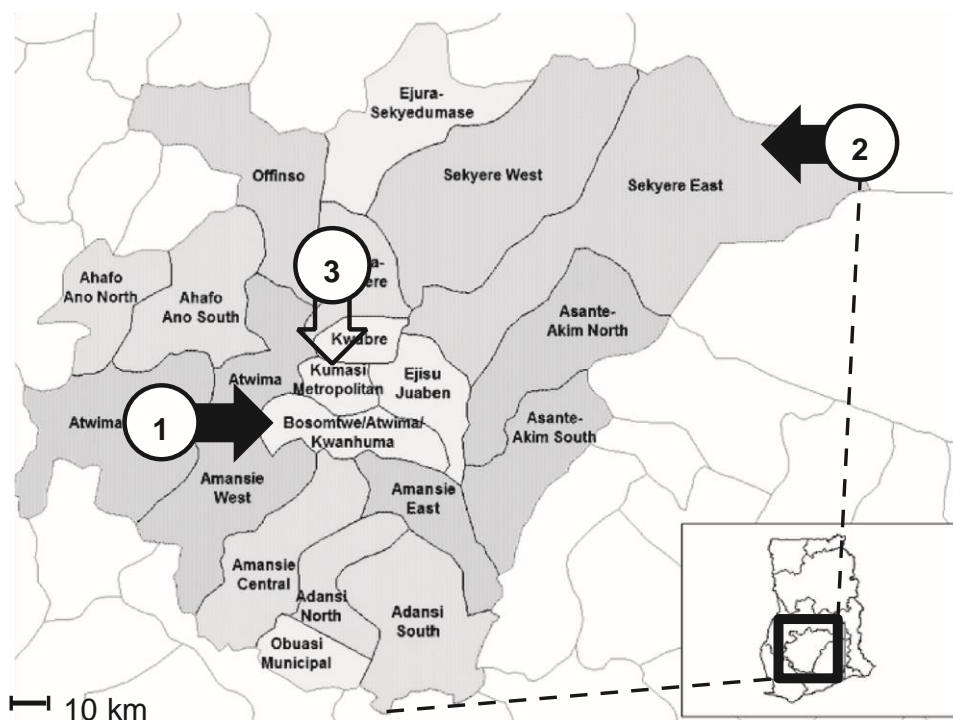 Ejura-
Sekyedumase
2
Offinso
Sekyere West
Sekyere East
3
Ahafo
Ano North
Ahafo
Ano South
Asante-
Akim North
Kwabre
Kumasi
Metropolitan
Ejisu
Juaben
Atwima
Atwima
1
Bosomtwe/Atwima/
Kwanhuma
Asante-
Akim South
Amansie
West
Amansie
East
Amansie
Central
Adansi
North
Adansi
South
Obuasi
Municipal
10 km